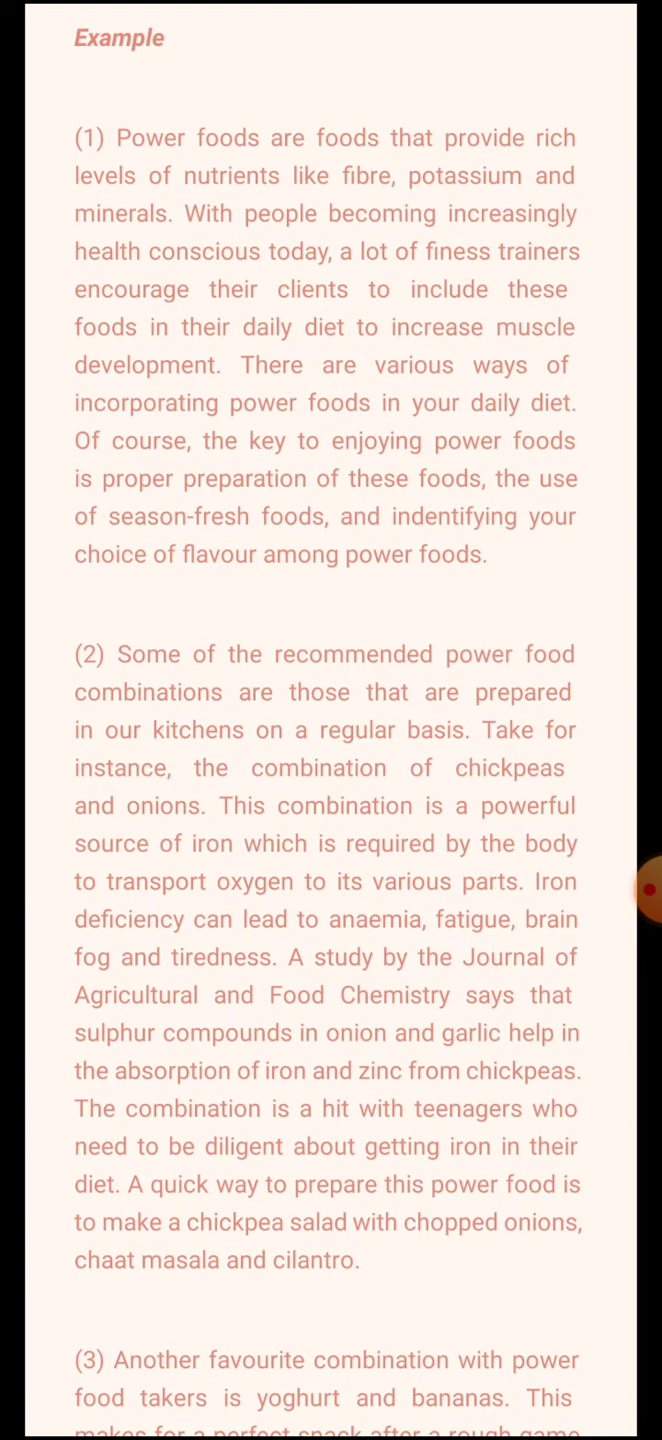 Example
(1) Power foods are foods that provide rich
levels of nutrients like fibre, potassium and
minerals. With people becoming increasingly
health conscious today, a lot of finess trainers
encourage their clients to include these
foods in their daily diet to increase muscle
development. There are various ways of
incorporating power foods in your daily diet.
Of course, the key to enjoying power foods
is proper preparation of these foods, the use
of season-fresh foods, and indentifying your
choice of flavour among power foods.
(2) Some of the recommended power food
combinations are those that are prepared
in our kitchens on a regular basis. Take for
instance, the combination of chickpeas
and onions. This combination is a powerful
source of iron which is required by the body
to transport oxygen to its various parts. Iron
deficiency can lead to anaemia, fatigue, brain
fog and tiredness. A study by the Journal of
Agricultural and Food Chemistry says that
sulphur compounds in onion and garlic help in
the absorption of iron and zinc from chickpeas.
The combination is a hit with teenagers who
need to be diligent about getting iron in their
diet. A quick way to prepare this power food is
to make a chickpea salad with chopped onions,
chaat masala and cilantro.
(3) Another favourite combination with power
food takers is yoghurt and bananas. This
makes for a perfect snack after a rough game